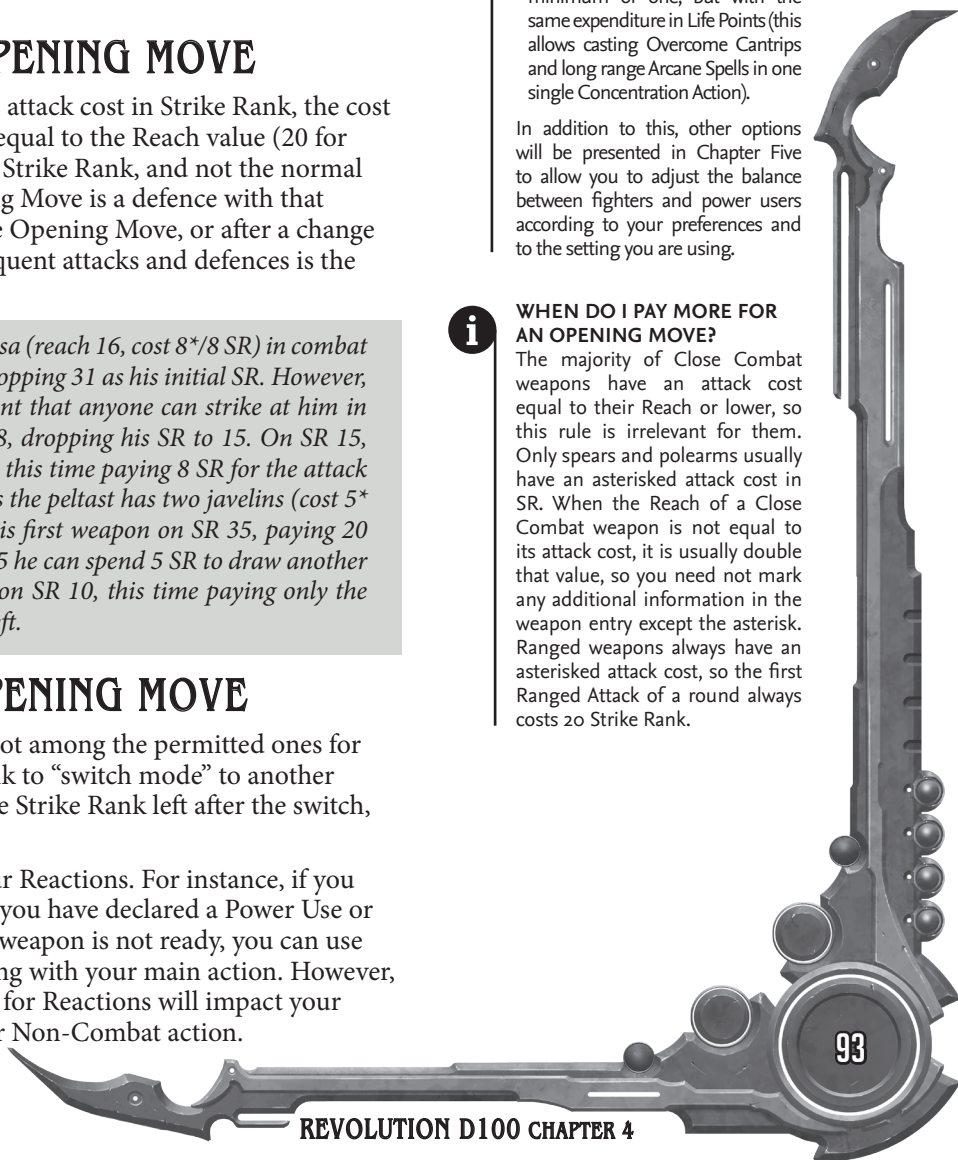 PENING MOVE
attack cost in Strike Rank, the cost
equal to the Reach value (20 for
Strike Rank, and not the normal
g Move is a defence with that
e Opening Move, or after a change
quent attacks and defences is the
sa (reach 16, cost 8*/8 SR) in combat
opping 31 as his initial SR. However,
nt that anyone can strike at him in
8, dropping his SR to 15. On SR 15,
this time paying 8 SR for the attack
s the peltast has two javelins (cost 5*
is first weapon on SR 35, paying 20
5 he can spend 5 SR to draw another
on SR 10, this time paying only the
ft.
PENING MOVE
ot among the permitted ones for
nk to “switch mode” to another
e Strike Rank left after the switch,
ur Reactions. For instance, if you
you have declared a Power Use or
weapon is not ready, you can use
ng with your main action. However,
for Reactions will impact your
r Non-Combat action.
minimum of one, but with the
same expenditure in Life Points (this
allows casting Overcome Cantrips
and long range Arcane Spells in one
single Concentration Action).
In addition to this, other options
will be presented in Chapter Five
to allow you to adjust the balance
between fighters and power users
according to your preferences and
to the setting you are using.
i
WHEN DO I PAY MORE FOR
AN OPENING MOVE?
The majority of Close Combat
weapons have an attack cost
equal to their Reach or lower, so
this rule is irrelevant for them.
Only spears and polearms usually
have an asterisked attack cost in
SR. When the Reach of a Close
Combat weapon is not equal to
its attack cost, it is usually double
that value, so you need not mark
any additional information in the
weapon entry except the asterisk.
Ranged weapons always have an
asterisked attack cost, so the first
Ranged Attack of a round always
costs 20 Strike Rank.
93
REVOLUTION D100 CHAPTER 4